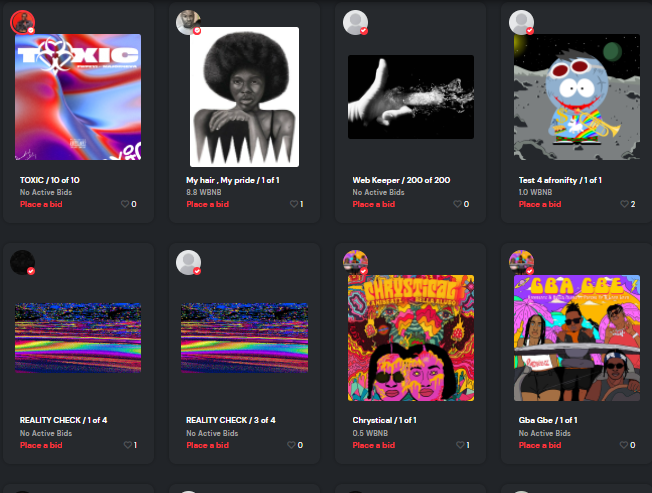 TOXIC
TOXIC / 10 of 10
No Active Bids
Place a bid
0
My hair , My pride / 1 of 1
8.8 WBNB
Place a bid
1
Web Keeper / 200 of 200
No Active Bids
Place a bid
0
Test 4 afronifty / 1 of 1
1.0 WBNB
Place a bid
2
REALITY CHECK / 1 of 4
No Active Bids
Place a bid
1
REALITY CHECK / 3 of 4
No Active Bids
Place a bid
0
CHRYSTICAL
Chrystical / 1 of 1
0.5 WBNB
Place a bid
1
GBA GBE
Gba Gbe / 1 of 1
No Active Bids
Place a bid
0